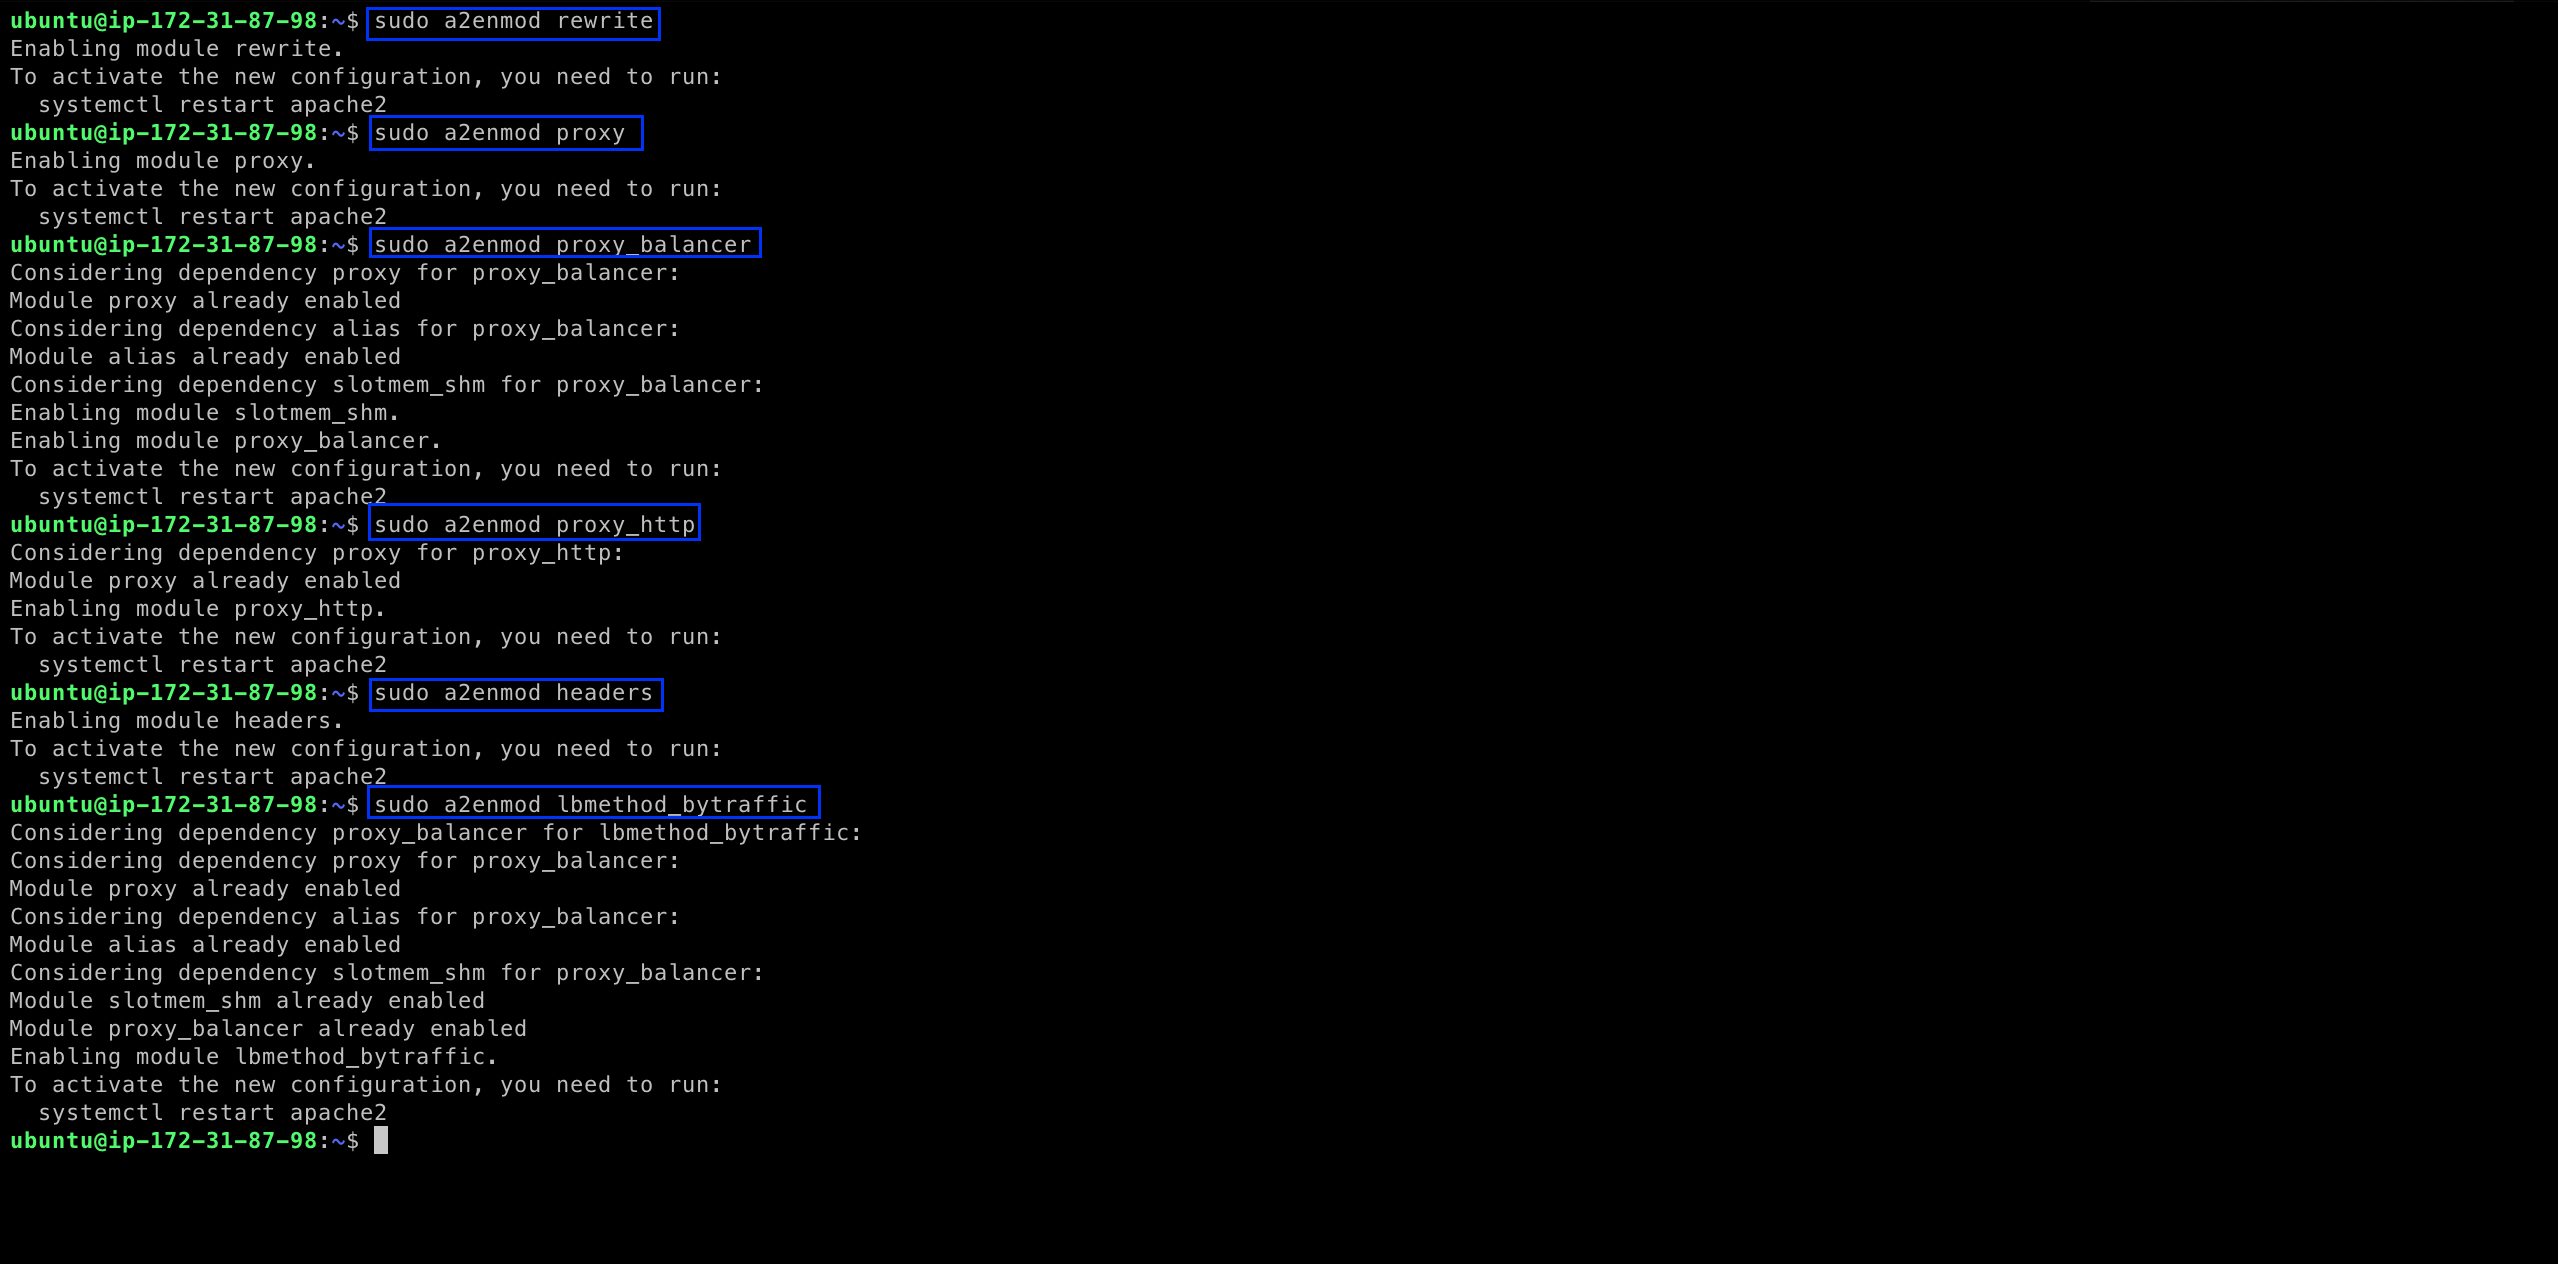 ubuntu@ip-172-31-87-98:~$ sudo a2enmod rewrite
Enabling module rewrite.
To activate the new configuration, you need to run:
  systemctl restart apache2
ubuntu@ip-172-31-87-98:~$ sudo a2enmod proxy
Enabling module proxy.
To activate the new configuration, you need to run:
  systemctl restart apache2
ubuntu@ip-172-31-87-98:~$ sudo a2enmod proxy_balancer
Considering dependency proxy for proxy_balancer:
Module proxy already enabled
Considering dependency alias for proxy_balancer:
Module alias already enabled
Considering dependency slotmem_shm for proxy_balancer:
Enabling module slotmem_shm.
Enabling module proxy_balancer.
To activate the new configuration, you need to run:
  systemctl restart apache2
ubuntu@ip-172-31-87-98:~$ sudo a2enmod proxy_http
Considering dependency proxy for proxy_http:
Module proxy already enabled
Enabling module proxy_http.
To activate the new configuration, you need to run:
  systemctl restart apache2
ubuntu@ip-172-31-87-98:~$ sudo a2enmod headers
Enabling module headers.
To activate the new configuration, you need to run:
  systemctl restart apache2
ubuntu@ip-172-31-87-98:~$ sudo a2enmod lbmethod_bytraffic
Considering dependency proxy_balancer for lbmethod_bytraffic:
Considering dependency proxy for proxy_balancer:
Module proxy already enabled
Considering dependency alias for proxy_balancer:
Module alias already enabled
Considering dependency slotmem_shm for proxy_balancer:
Module slotmem_shm already enabled
Module proxy_balancer already enabled
Enabling module lbmethod_bytraffic.
To activate the new configuration, you need to run:
  systemctl restart apache2
ubuntu@ip-172-31-87-98:~$